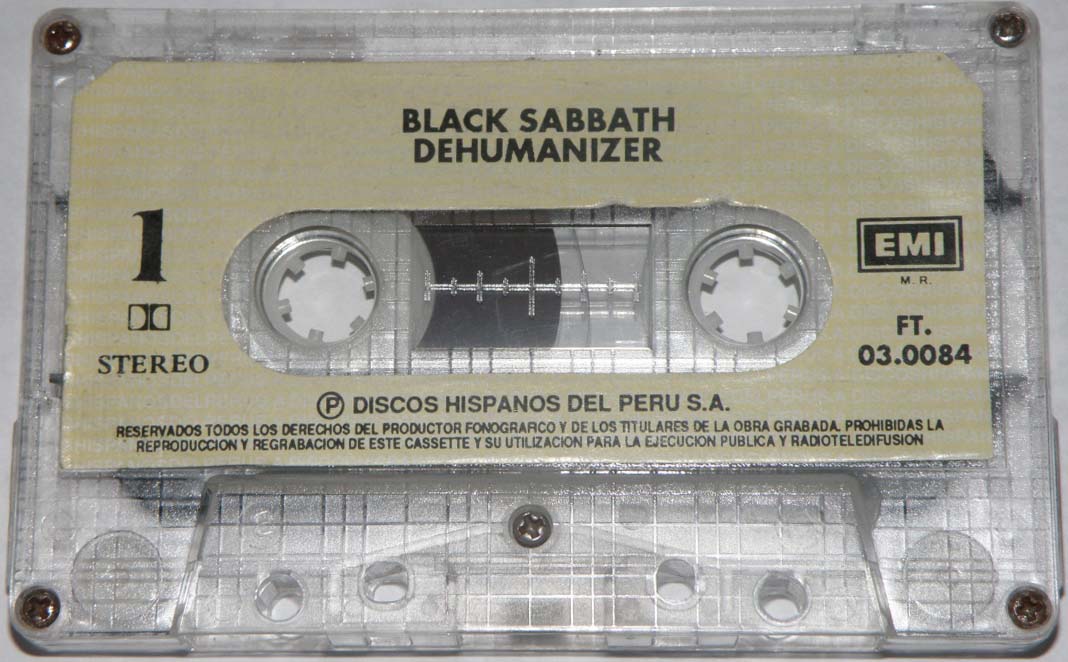 BLACK SABBATH
DEHUMANIZER
1
STEREO
EMI
M.R.
FT.
03.0084
Ⓟ DISCOS HISPANOS DEL PERU S.A.
RESERVADOS TODOS LOS DERECHOS DEL PRODUCTOR FONOGRAFICO Y DE LOS TITULARES DE LA OBRA GRABADA. PROHIBIDAS LA
REPRODUCCION Y REGRABACION DE ESTE CASSETTE Y SU UTILIZACION PARA LA EJECUCION PUBLICA Y RADIOTELEDIFUSION